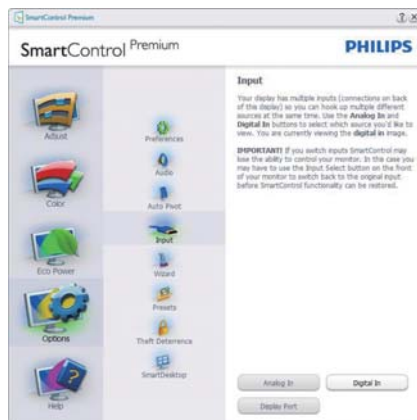 SmartControl Premium
SmartControl Premium
PHILIPS
Adjust
Color
Eco Power
Options
Help
Preferences
Audio
Auto Pivot
Input
Wizard
Presets
Theft Deterrence
SmartDesktop
Input
Your display has multiple inputs (connections on back
of the display) so you can hook up multiple different
sources at the same time. Use the Analog In and
Digital In buttons to select which source you'd like to
view. You are currently viewing the digital in image.
IMPORTANT! If you switch inputs SmartControl may
lose the ability to control your monitor. In the case you
may have to use the Input Select button on the front
of your monitor to switch back to the original input
before SmartControl functionality can be restored.
Analog In
Digital In
Display Port